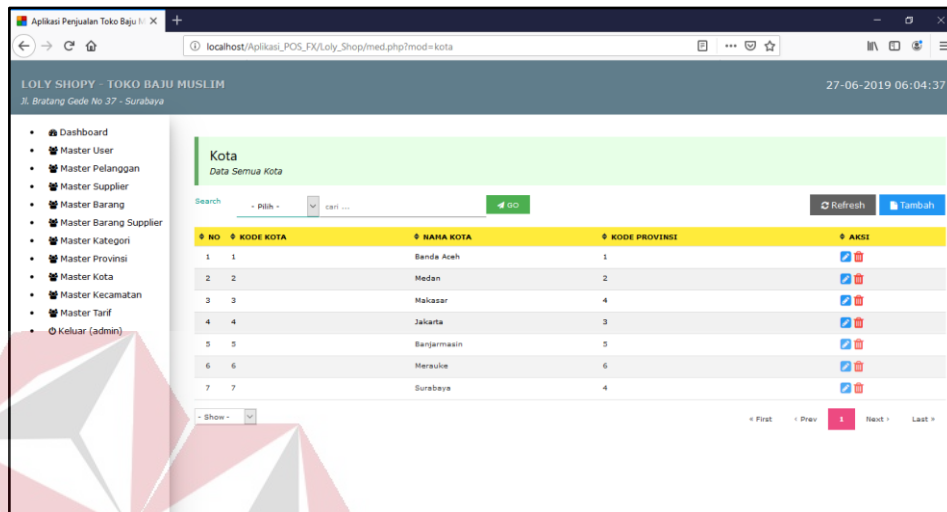 Aplikasi Penjualan Toko Baju M
localhost/Aplikasi_POS_FX/Loly_Shop/med.php?mod=kota
LOLY SHOPY - TOKO BAJU MUSLIM
Jl. Bratang Gede No 37 - Surabaya
27-06-2019 06:04:37
Dashboard
Master User
Master Pelanggan
Master Supplier
Master Barang
Master Barang Supplier
Master Kategori
Master Provinsi
Master Kota
Master Kecamatan
Master Tarif
Keluar (admin)
Kota
Data Semua Kota
Search - Pilih - cari ... GO Refresh Tambah
NO KODE KOTA NAMA KOTA KODE PROVINSI AKSI
1 1 Banda Aceh 1
2 2 Medan 2
3 3 Makasar 4
4 4 Jakarta 3
5 5 Banjarmasin 5
6 6 Merauke 6
7 7 Surabaya 4
- Show - « First ‹ Prev 1 Next › Last »